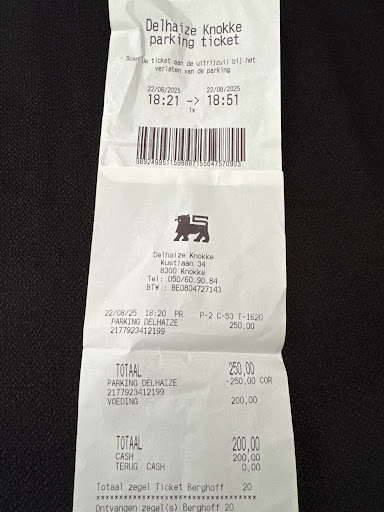 Delhaize Knokke
parking ticket
Scan uw ticket aan de uitrijzuil bij het
verlaten van de parking
22/08/2025 22/08/2025
18:21 -> 18:51
1x
Delhaize Knokke
Kustlaan 34
8300 Knokke
Tel: 050/60.90.84
BTW : BE0804727143
22/08/25 18:20 PR P-2 C-53 T-1620
PARKING DELHAIZE 250,00
2177923412199
TOTAAL 250,00
PARKING DELHAIZE -250,00 COR
2177923412199
VOEDING 200,00
TOTAAL 200,00
CASH 200,00
TERUG CASH 0,00
Totaal zegel Ticket Berghoff 20
************************************
Ontvangen zegel(s) Berghoff 20